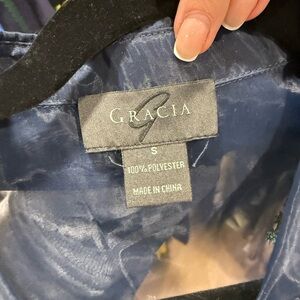 GRACIA
S
100% POLYESTER
MADE IN CHINA